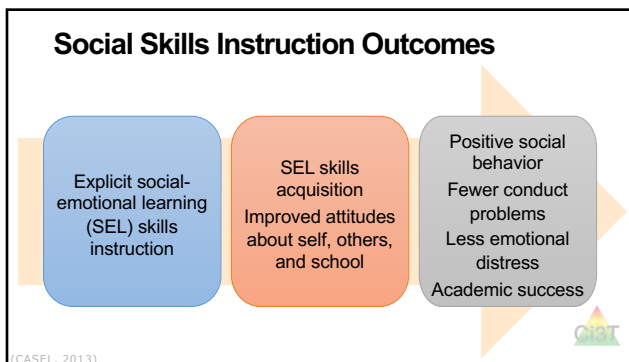 Social Skills Instruction Outcomes
Explicit social-
emotional learning
(SEL) skills
instruction
SEL skills
acquisition
Improved attitudes
about self, others,
and school
Positive social
behavior
Fewer conduct
problems
Less emotional
distress
Academic success
Ci3T
(CASEL, 2013)